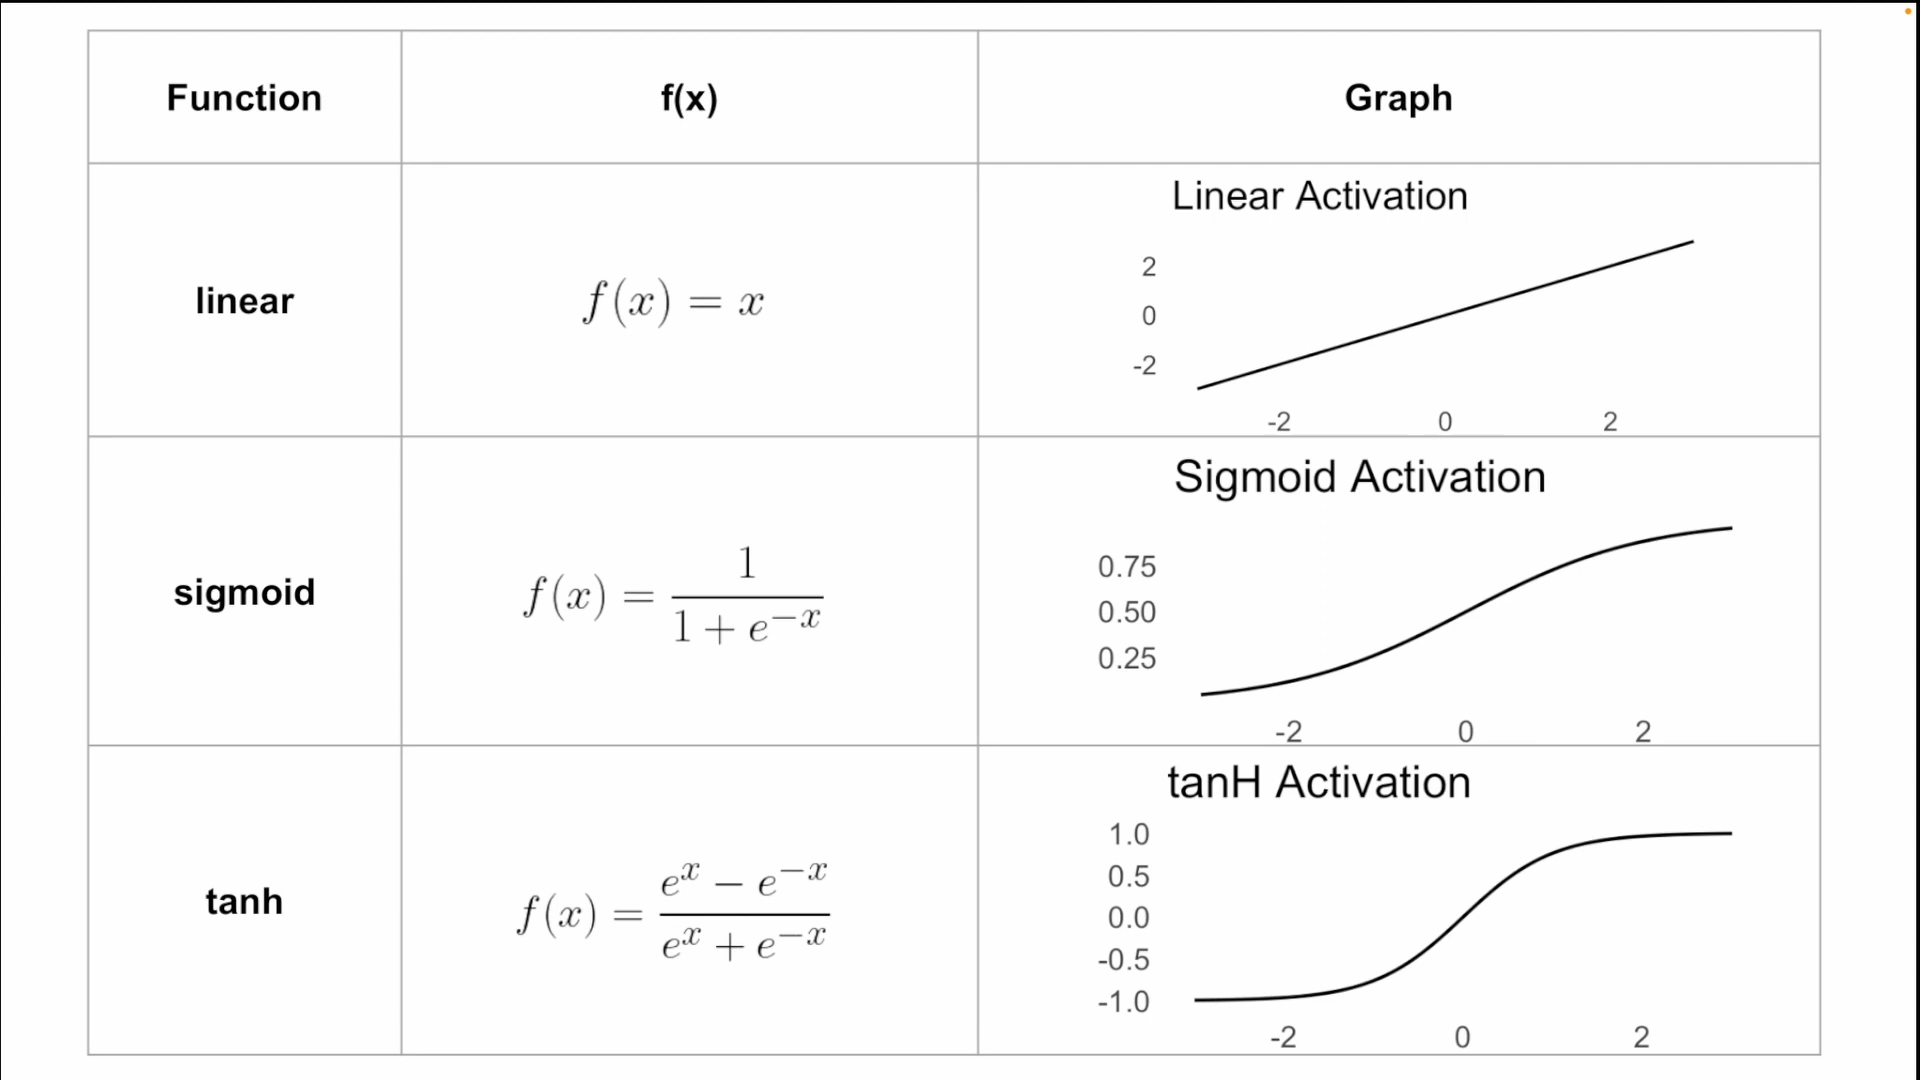 Function f(x) Graph
linear
f(x) = x
Linear Activation
2
0
-2
-2 0 2
sigmoid
f(x) = \frac{1}{1 + e^{-x}}
Sigmoid Activation
0.75
0.50
0.25
-2 0 2
tanh
f(x) = \frac{e^{x} - e^{-x}}{e^{x} + e^{-x}}
tanH Activation
1.0
0.5
0.0
-0.5
-1.0
-2 0 2